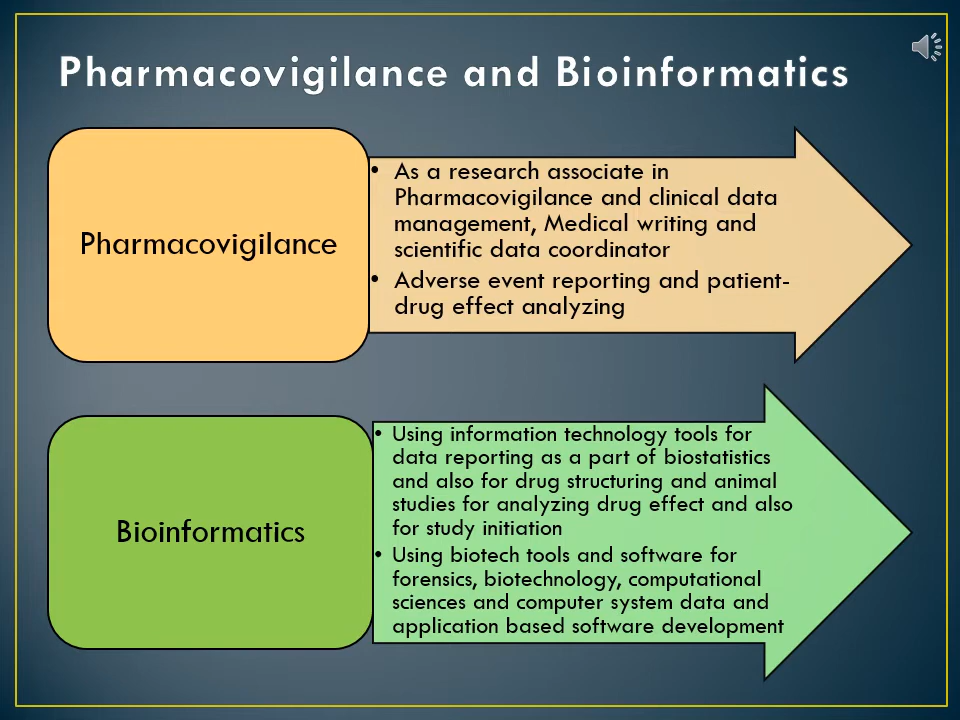 Pharmacovigilance and Bioinformatics
Pharmacovigilance
• As a research associate in
Pharmacovigilance and clinical data
management, Medical writing and
scientific data coordinator
• Adverse event reporting and patient-
drug effect analyzing
Bioinformatics
• Using information technology tools for
data reporting as a part of biostatistics
and also for drug structuring and animal
studies for analyzing drug effect and also
for study initiation
• Using biotech tools and software for
forensics, biotechnology, computational
sciences and computer system data and
application based software development